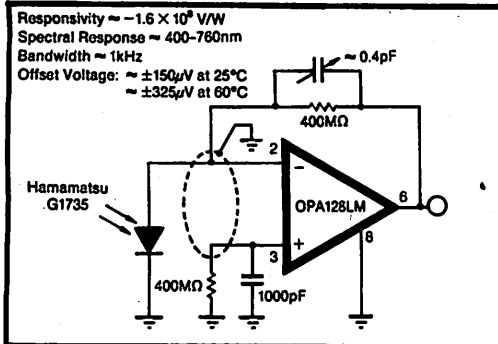 Responsivity ≈ −1.6 × 10⁸ V/W
Spectral Response ≈ 400-760nm
Bandwidth ≈ 1kHz
Offset Voltage: ≈ ±150µV at 25°C
≈ ±325µV at 60°C
≈ 0.4pF
400MΩ
2
−
Hamamatsu
G1735
OPA128LM
6
8
+
3
400MΩ
1000pF